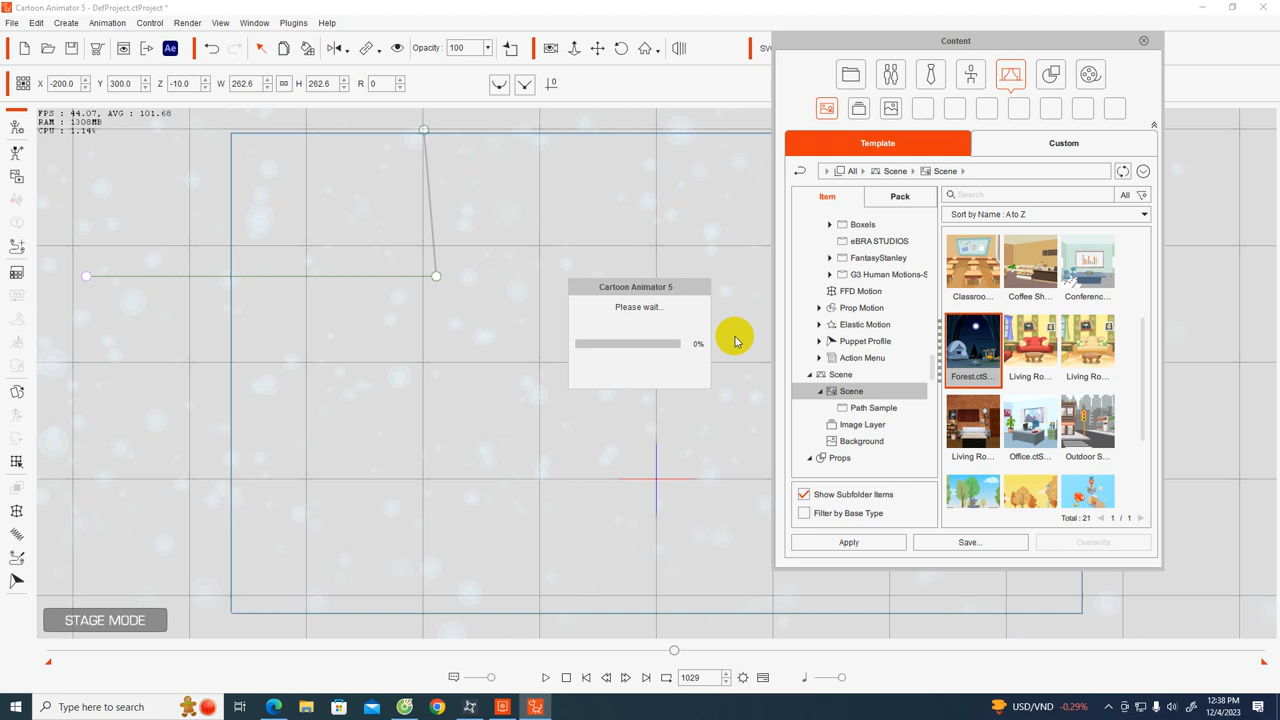 Cartoon Animator 5 - DefProject.ctProject *
File Edit Create Animation Control Render View Window Plugins Help
Ae Opacity : 100 SV
X -200.0 Y 300.0 Z -10.0 W 262.6 H 262.6 R 0
FPS : 44.07, AVG : 101.68
RAM : 1308MB
CPU : 1.144
Content
Template Custom
All Scene Scene
Item Pack
Search All
Sort by Name : A to Z
Boxels
eBRA STUDIOS
FantasyStanley
G3 Human Motions-S
FFD Motion
Prop Motion
Elastic Motion
Puppet Profile
Action Menu
Scene
Scene
Path Sample
Image Layer
Background
Props
Classroo... Coffee Sh... Conferenc...
Forest.ctS... Living Ro... Living Ro...
Living Ro... Office.ctS... Outdoor S...
Show Subfolder Items
Filter by Base Type
Total : 21 1 / 1
Apply Save... Overwrite
Cartoon Animator 5
Please wait...
0%
STAGE MODE
1029
Type here to search
USD/VND -0,29%
12:38 PM
12/4/2023